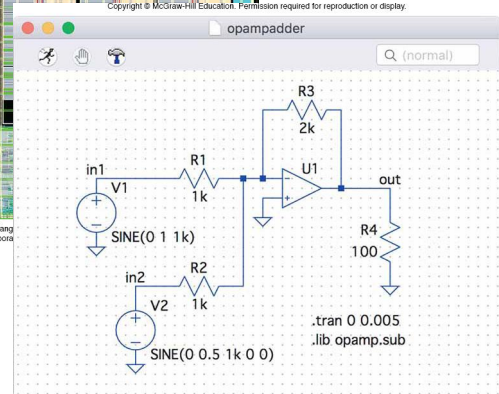 Copyright © McGraw-Hill Education. Permission required for reproduction or display.
opampadder
(normal)
R3
2k
in1
V1
R1
1k
U1
out
SINE(0 1 1k)
R4
100
in2
R2
1k
V2
.tran 0 0.005
.lib opamp.sub
SINE(0 0.5 1k 0 0)
ang